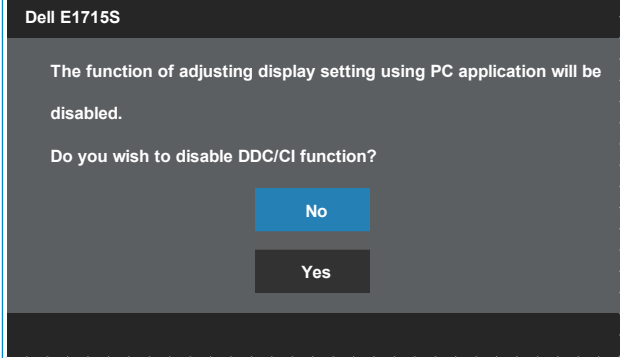 Dell E1715S
The function of adjusting display setting using PC application will be
disabled.
Do you wish to disable DDC/CI function?
No
Yes